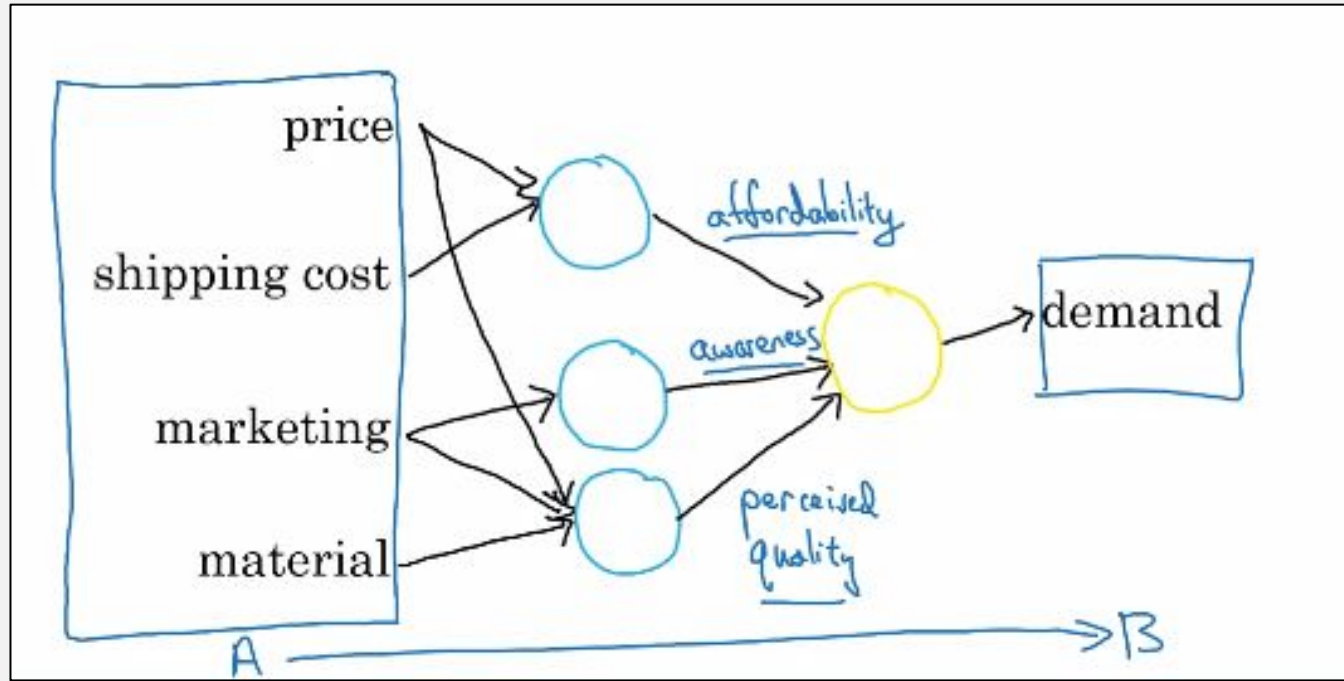 price
affordability
shipping cost
awareness
demand
marketing
perceived
quality
material
A
B